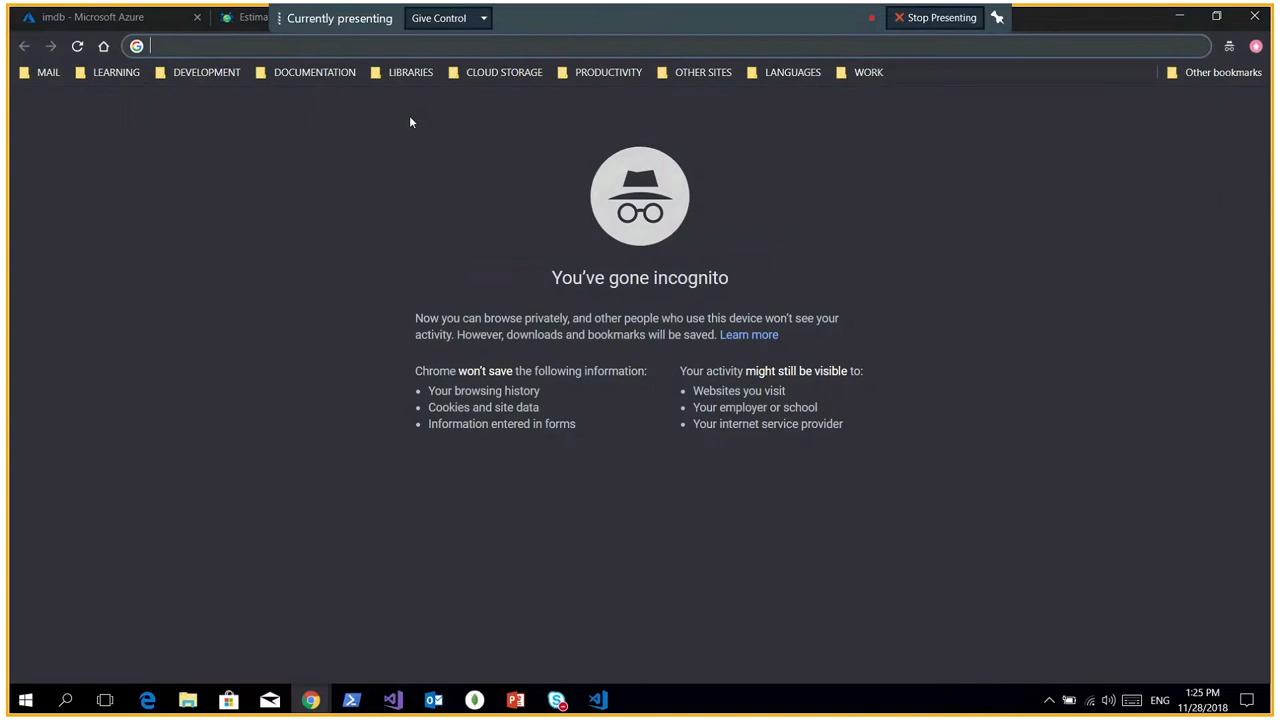 imdb - Microsoft Azure
Estima
Currently presenting
Give Control
Stop Presenting
MAIL
LEARNING
DEVELOPMENT
DOCUMENTATION
LIBRARIES
CLOUD STORAGE
PRODUCTIVITY
OTHER SITES
LANGUAGES
WORK
Other bookmarks
You've gone incognito
Now you can browse privately, and other people who use this device won't see your
activity. However, downloads and bookmarks will be saved. Learn more
Chrome won't save the following information:
• Your browsing history
• Cookies and site data
• Information entered in forms
Your activity might still be visible to:
• Websites you visit
• Your employer or school
• Your internet service provider
ENG
1:25 PM
11/28/2018